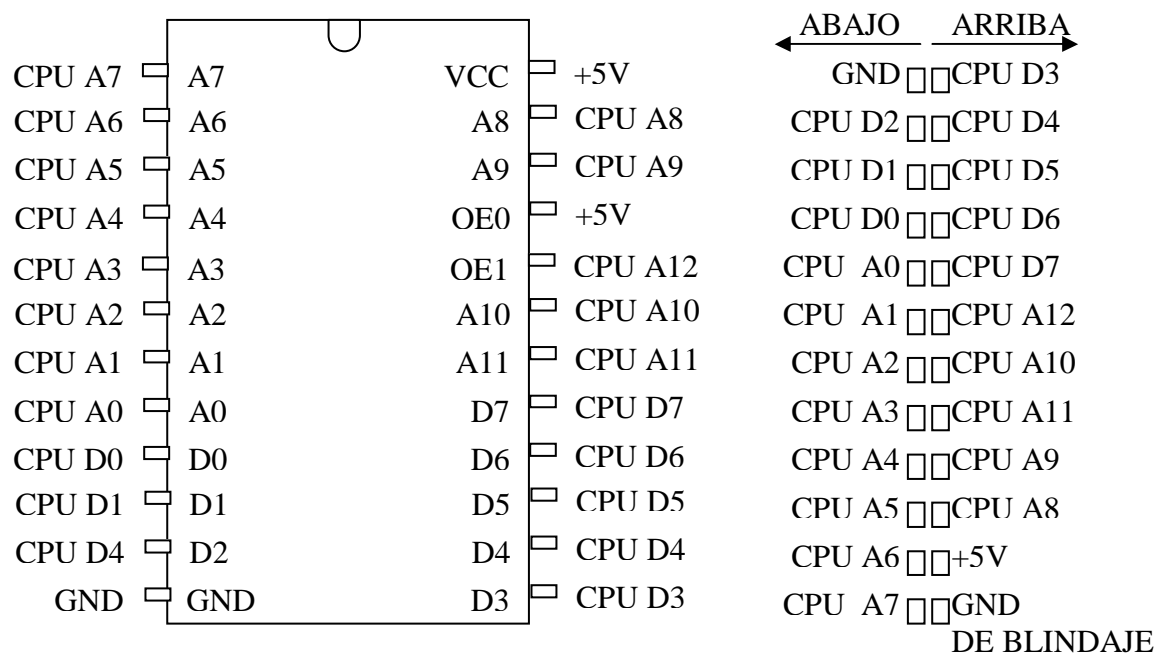 ABAJO ARRIBA
CPU A7 A7 VCC +5V GND CPU D3
CPU A6 A6 A8 CPU A8 CPU D2 CPU D4
CPU A5 A5 A9 CPU A9 CPU D1 CPU D5
CPU A4 A4 OE0 +5V CPU D0 CPU D6
CPU A3 A3 OE1 CPU A12 CPU A0 CPU D7
CPU A2 A2 A10 CPU A10 CPU A1 CPU A12
CPU A1 A1 A11 CPU A11 CPU A2 CPU A10
CPU A0 A0 D7 CPU D7 CPU A3 CPU A11
CPU D0 D0 D6 CPU D6 CPU A4 CPU A9
CPU D1 D1 D5 CPU D5 CPU A5 CPU A8
CPU D4 D2 D4 CPU D4 CPU A6 +5V
GND GND D3 CPU D3 CPU A7 GND
DE BLINDAJE